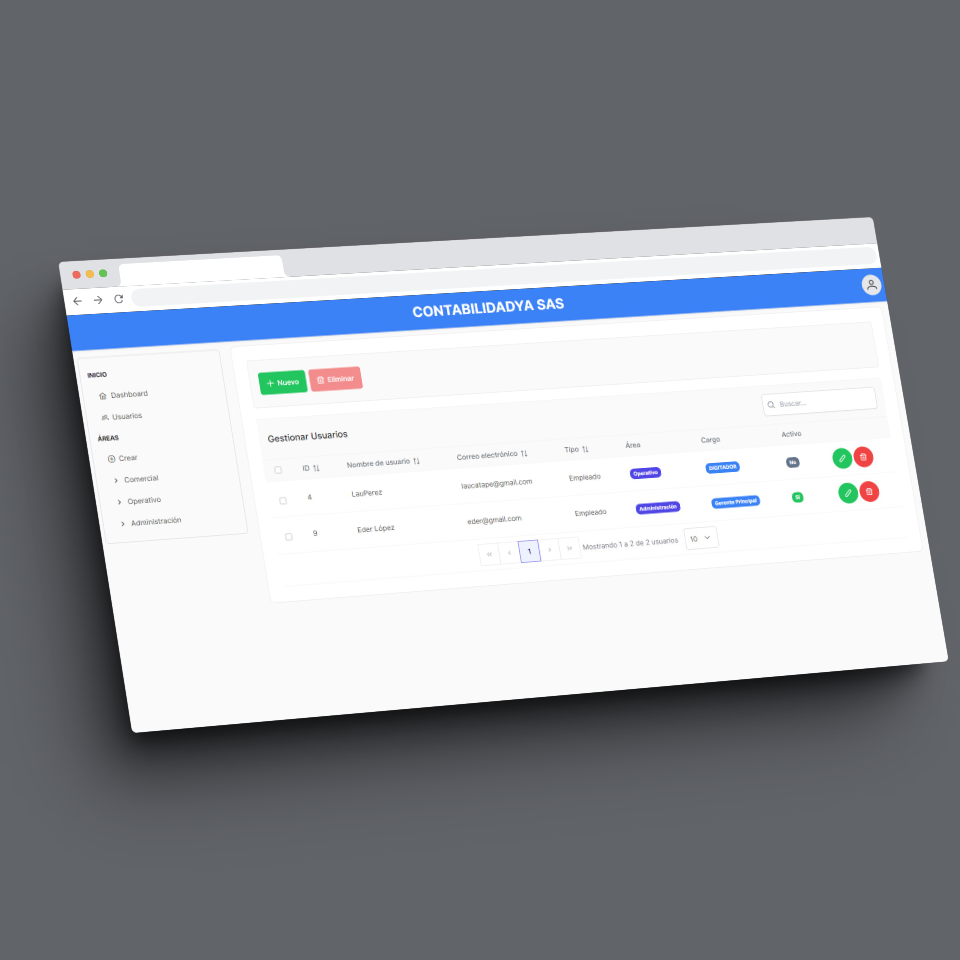 CONTABILIDADYA SAS
INICIO
Dashboard
Usuarios
ÁREAS
Crear
Comercial
Operativo
Administración
Nuevo
Eliminar
Gestionar Usuarios
Buscar...
ID Nombre de usuario Correo electrónico Tipo Área Cargo Activo
4 LauPerez laucatape@gmail.com Empleado Operativo DIGITADOR No
9 Eder López eder@gmail.com Empleado Administración Gerente Principal Si
« ‹ 1 › » Mostrando 1 a 2 de 2 usuarios 10